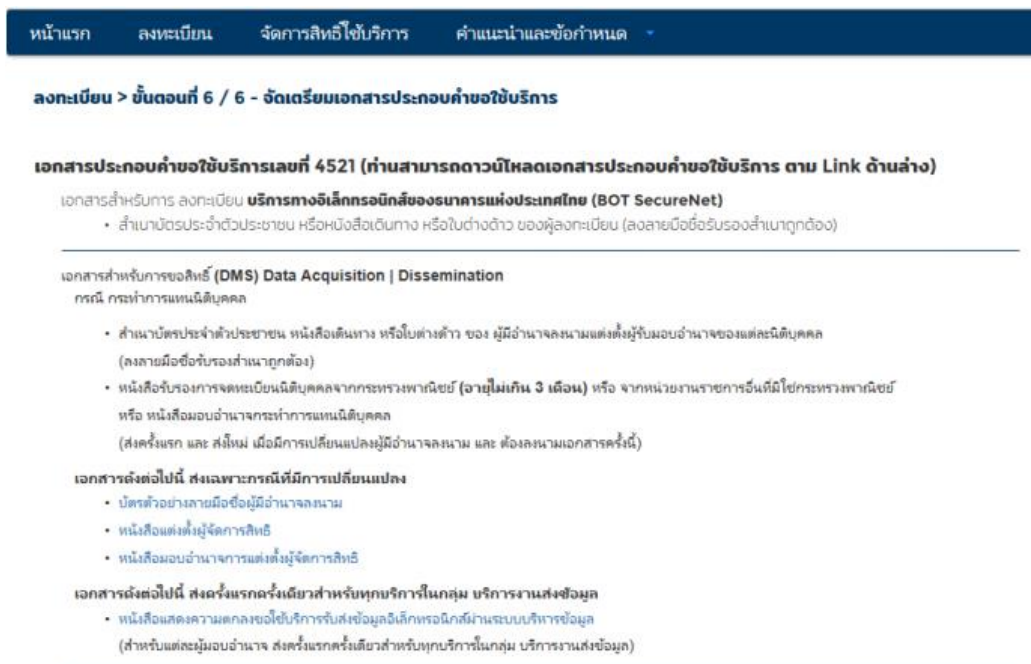 หน้าแรก ลงทะเบียน จัดการสิทธิ์ใช้บริการ คำแนะนำและข้อกำหนด
ลงทะเบียน > ขั้นตอนที่ 6 / 6 - จัดเตรียมเอกสารประกอบคำขอใช้บริการ
เอกสารประกอบคำขอใช้บริการเลขที่ 4521 (ท่านสามารถดาวน์โหลดเอกสารประกอบคำขอใช้บริการ ตาม Link ด้านล่าง)
เอกสารสำหรับการ ลงทะเบียน บริการทางอิเล็กทรอนิกส์ของธนาคารแห่งประเทศไทย (BOT SecureNet)
• สำเนาบัตรประจำตัวประชาชน หรือหนังสือเดินทาง หรือใบต่างด้าว ของผู้ลงทะเบียน (ลงลายมือชื่อรับรองสำเนาถูกต้อง)
เอกสารสำหรับการขอสิทธิ์ (DMS) Data Acquisition | Dissemination
กรณี กระทำการแทนนิติบุคคล
• สำเนาบัตรประจำตัวประชาชน หนังสือเดินทาง หรือใบต่างด้าว ของ ผู้มีอำนาจลงนามแต่งตั้งผู้รับมอบอำนาจของแต่ละนิติบุคคล
(ลงลายมือชื่อรับรองสำเนาถูกต้อง)
• หนังสือรับรองการจดทะเบียนนิติบุคคลจากกระทรวงพาณิชย์ (อายุไม่เกิน 3 เดือน) หรือ จากหน่วยงานราชการอื่นที่มิใช่กระทรวงพาณิชย์
หรือ หนังสือมอบอำนาจกระทำการแทนนิติบุคคล
(ส่งครั้งแรก และ ส่งใหม่ เมื่อมีการเปลี่ยนแปลงผู้มีอำนาจลงนาม และ ต้องลงนามเอกสารครั้งนี้)
เอกสารดังต่อไปนี้ ส่งเฉพาะกรณีที่มีการเปลี่ยนแปลง
• บัตรตัวอย่างลายมือชื่อผู้มีอำนาจลงนาม
• หนังสือแต่งตั้งผู้จัดการสิทธิ
• หนังสือมอบอำนาจการแต่งตั้งผู้จัดการสิทธิ
เอกสารดังต่อไปนี้ ส่งครั้งแรกครั้งเดียวสำหรับทุกบริการในกลุ่ม บริการงานส่งข้อมูล
• หนังสือแสดงความตกลงขอใช้บริการรับส่งข้อมูลอิเล็กทรอนิกส์ผ่านระบบบริหารข้อมูล
(สำหรับแต่ละผู้มอบอำนาจ ส่งครั้งแรกครั้งเดียวสำหรับทุกบริการในกลุ่ม บริการงานส่งข้อมูล)